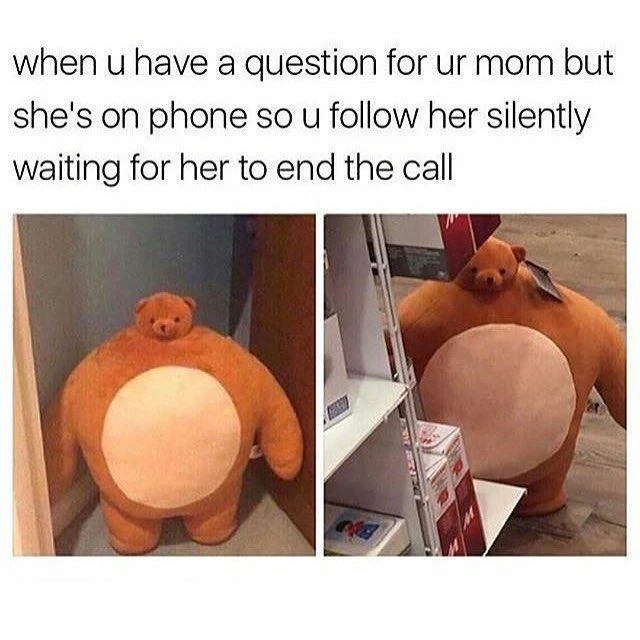 when u have a question for ur mom but
she's on phone so u follow her silently
waiting for her to end the call